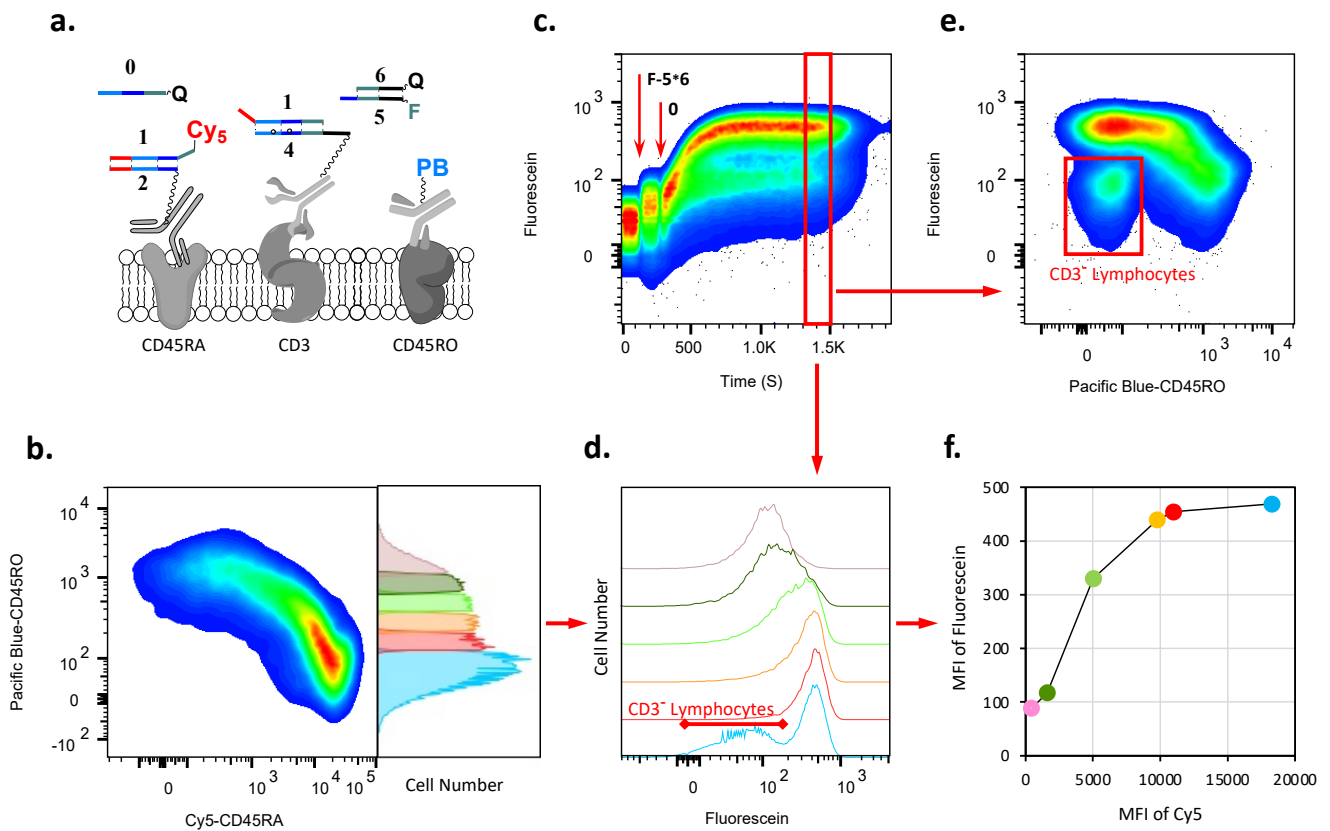 a.
0
Q
Cy5
1
2
1
4
6
Q
F
5
PB
CD45RA
CD3
CD45RO
b.
Pacific Blue-CD45RO
10 4
10 3
10 2
0
-10 2
0
10 3
10 4
10 5
Cy5-CD45RA
Cell Number
c.
Fluorescein
10 3
10 2
0
F-5*6
0
0
500
1.0K
1.5K
Time (S)
d.
Cell Number
CD3- Lymphocytes
0
10 2
10 3
Fluorescein
e.
Fluorescein
10 3
10 2
0
CD3- Lymphocytes
0
10 3
10 4
Pacific Blue-CD45RO
f.
MFI of Fluorescein
500
400
300
200
100
0
0
5000
10000
15000
20000
MFI of Cy5